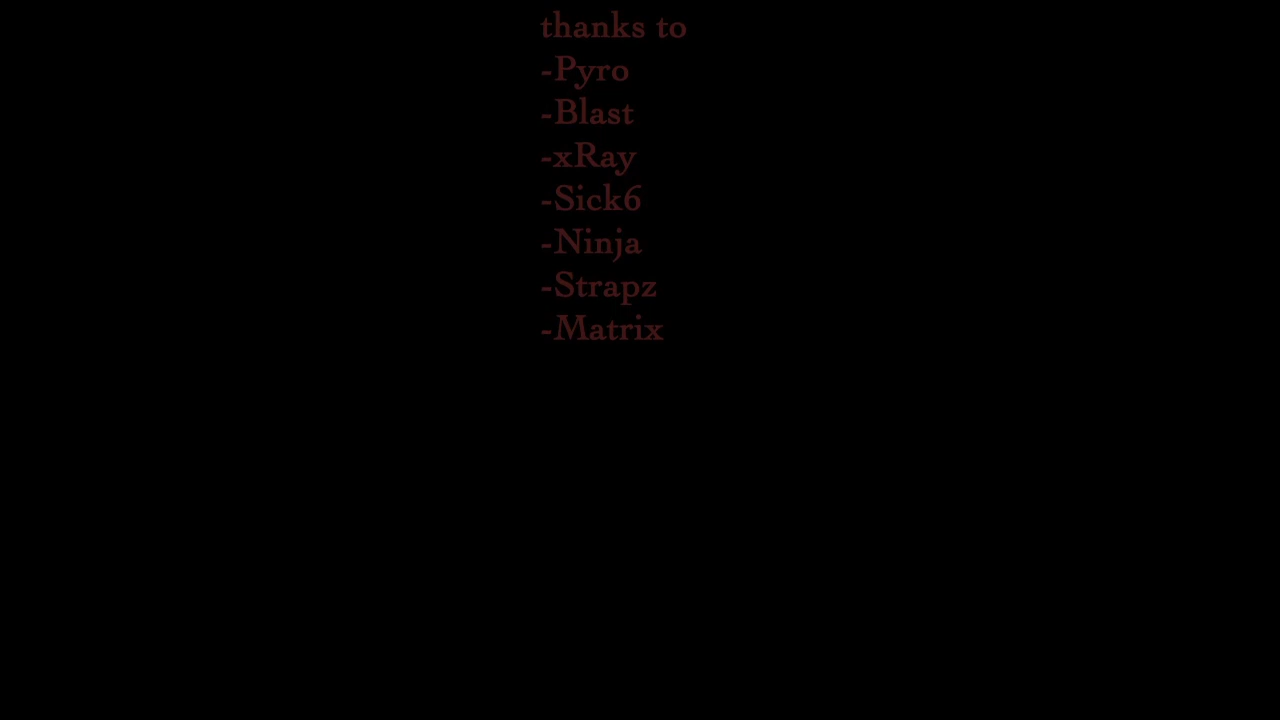 thanks to
-Pyro
-Blast
-xRay
-Sick6
-Ninja
-Strapz
-Matrix